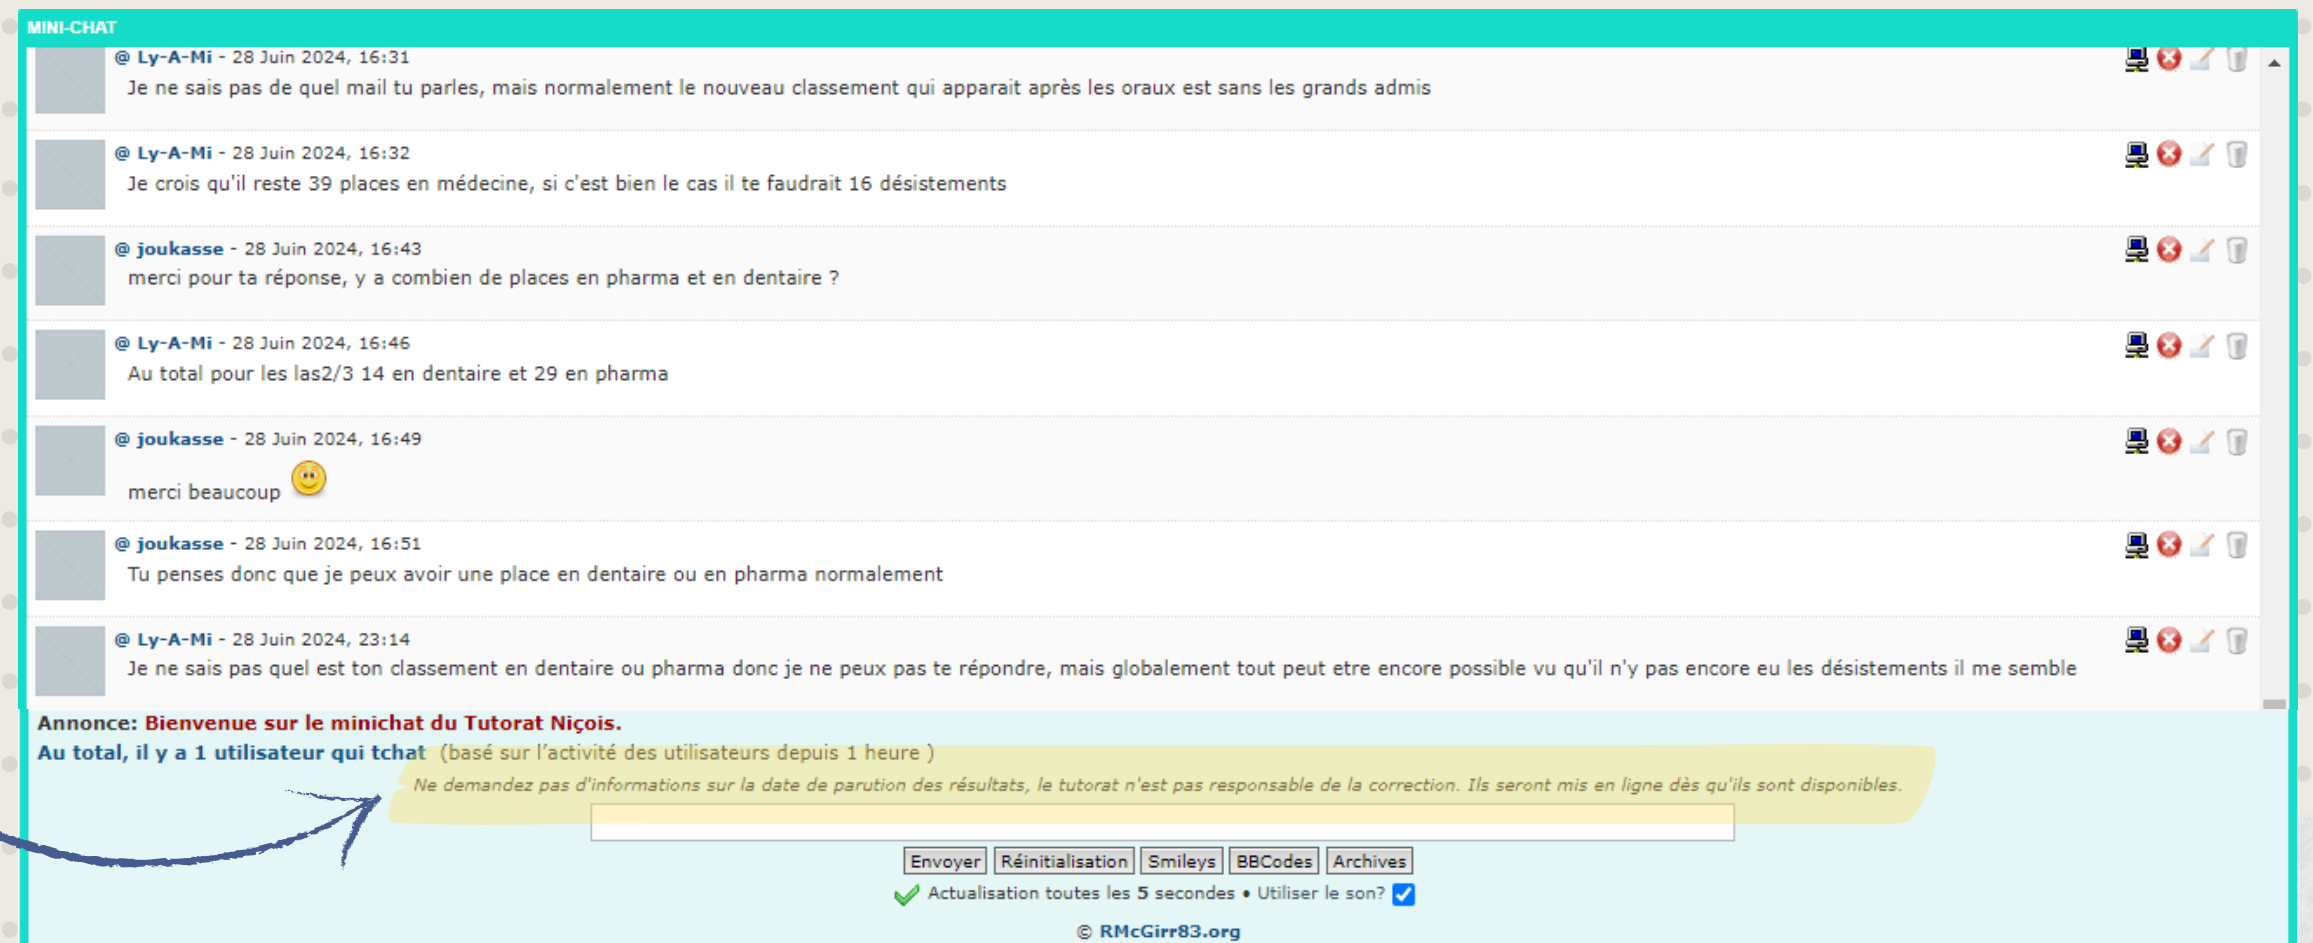 MINI-CHAT
@ Ly-A-Mi - 28 Juin 2024, 16:31
Je ne sais pas de quel mail tu parles, mais normalement le nouveau classement qui apparait après les oraux est sans les grands admis
@ Ly-A-Mi - 28 Juin 2024, 16:32
Je crois qu'il reste 39 places en médecine, si c'est bien le cas il te faudrait 16 désistements
@ joukasse - 28 Juin 2024, 16:43
merci pour ta réponse, y a combien de places en pharma et en dentaire ?
@ Ly-A-Mi - 28 Juin 2024, 16:46
Au total pour les las2/3 14 en dentaire et 29 en pharma
@ joukasse - 28 Juin 2024, 16:49
merci beaucoup
@ joukasse - 28 Juin 2024, 16:51
Tu penses donc que je peux avoir une place en dentaire ou en pharma normalement
@ Ly-A-Mi - 28 Juin 2024, 23:14
Je ne sais pas quel est ton classement en dentaire ou pharma donc je ne peux pas te répondre, mais globalement tout peut etre encore possible vu qu'il n'y pas encore eu les désistements il me semble
Annonce: Bienvenue sur le minichat du Tutorat Niçois.
Au total, il y a 1 utilisateur qui tchat (basé sur l'activité des utilisateurs depuis 1 heure )
Ne demandez pas d'informations sur la date de parution des résultats, le tutorat n'est pas responsable de la correction. Ils seront mis en ligne dès qu'ils sont disponibles.
Envoyer Réinitialisation Smileys BBCodes Archives
Actualisation toutes les 5 secondes • Utiliser le son?
© RMcGirr83.org